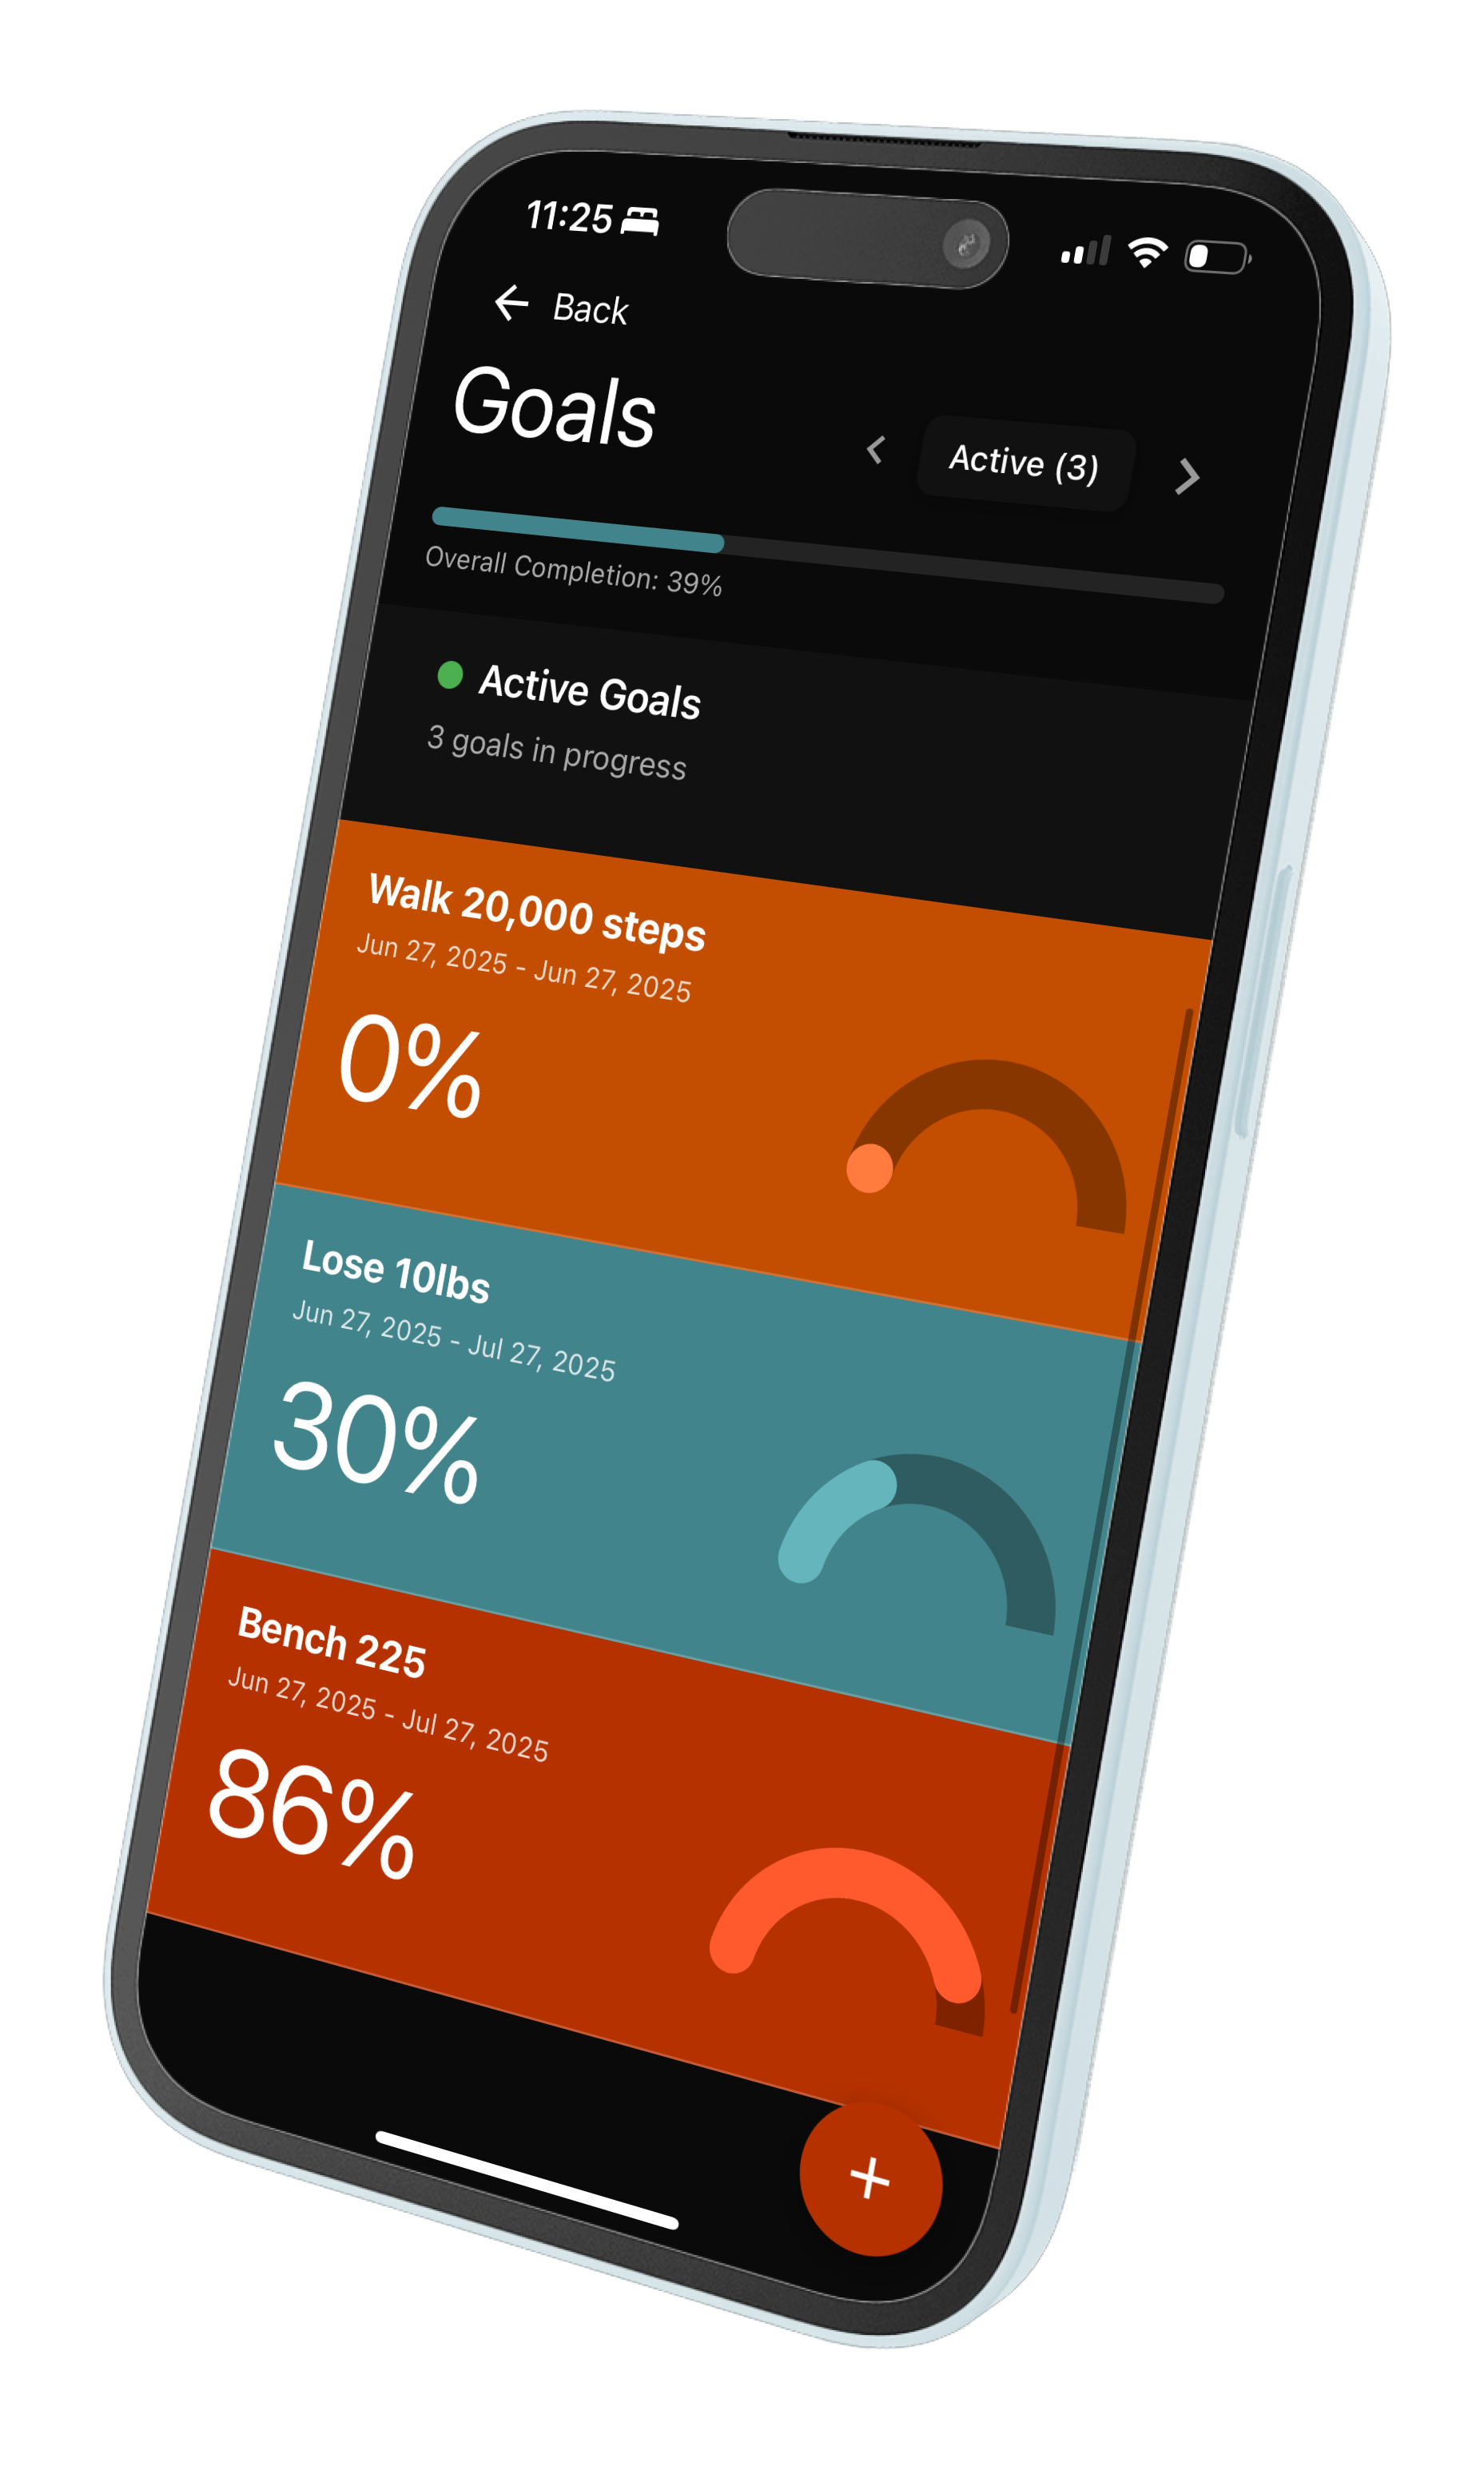 11:25
Back
Goals
Active (3)
Overall Completion: 39%
Active Goals
3 goals in progress
Walk 20,000 steps
Jun 27, 2025 - Jun 27, 2025
0%
Lose 10lbs
Jun 27, 2025 - Jul 27, 2025
30%
Bench 225
Jun 27, 2025 - Jul 27, 2025
86%
+